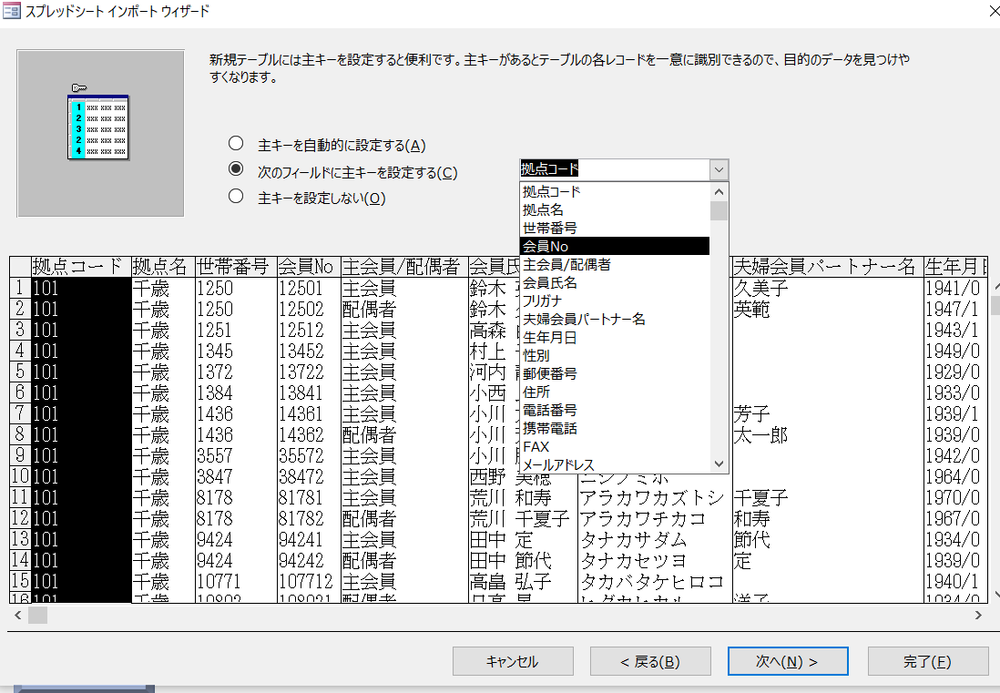 スプレッドシート インポート ウィザード
新規テーブルには主キーを設定すると便利です。主キーがあるとテーブルの各レコードを一意に識別できるので、目的のデータを見つけや
すくなります。
1 xxx xxx xxx
2 xxx xxx xxx
3 xxx xxx xxx
2 xxx xxx xxx
4 xxx xxx xxx
主キーを自動的に設定する(A)
次のフィールドに主キーを設定する(C)
主キーを設定しない(O)
拠点コード
拠点コード
拠点名
世帯番号
会員No
主会員/配偶者
会員氏名
フリガナ
夫婦会員パートナー名
生年月日
性別
郵便番号
住所
電話番号
携帯電話
FAX
メールアドレス
拠点コード 拠点名 世帯番号 会員No 主会員/配偶者 会員氏 夫婦会員パートナー名 生年月日
1 101 千歳 1250 12501 主会員 鈴木 久美子 1941/0
2 101 千歳 1250 12502 配偶者 鈴木 英範 1947/1
3 101 千歳 1251 12512 主会員 高森 1943/1
4 101 千歳 1345 13452 主会員 村上 1949/0
5 101 千歳 1372 13722 主会員 河内 1929/0
6 101 千歳 1384 13841 主会員 小西 1933/0
7 101 千歳 1436 14361 主会員 小川 芳子 1939/1
8 101 千歳 1436 14362 配偶者 小川 太一郎 1939/0
9 101 千歳 3557 35572 主会員 小川 1942/0
10 101 千歳 3847 38472 主会員 西野 美穂 ニシノミホ 1964/0
11 101 千歳 8178 81781 主会員 荒川 和寿 アラカワカズトシ 千夏子 1970/0
12 101 千歳 8178 81782 配偶者 荒川 千夏子 アラカワチカコ 和寿 1967/0
13 101 千歳 9424 94241 主会員 田中 定 タナカサダム 節代 1934/0
14 101 千歳 9424 94242 配偶者 田中 節代 タナカセツヨ 定 1939/0
15 101 千歳 10771 107712 主会員 高畠 弘子 タカバタケヒロコ 1940/1
16 101 千歳 配偶者
キャンセル
< 戻る(B)
次へ(N) >
完了(F)